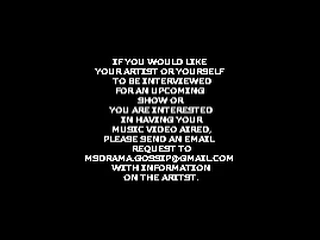 IF YOU WOULD LIKE
YOUR ARTIST OR YOURSELF
TO BE INTERVIEWED
FOR AN UPCOMING
SHOW OR
YOU ARE INTERESTED
IN HAVING YOUR
MUSIC VIDEO AIRED,
PLEASE SEND AN EMAIL
REQUEST TO
MSDRAMA.GOSSIP@GMAIL.COM
WITH INFORMATION
ON THE ARITST.